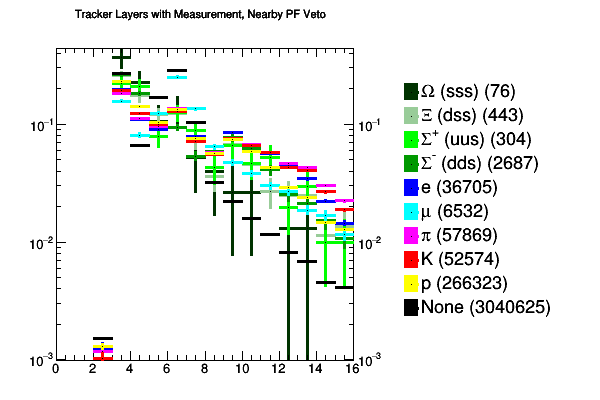 Tracker Layers with Measurement, Nearby PF Veto
10⁻¹
10⁻²
10⁻³
0 2 4 6 8 10 12 14 16
10⁻¹
10⁻²
10⁻³
Ω (sss) (76)
Ξ (dss) (443)
Σ⁺ (uus) (304)
Σ⁻ (dds) (2687)
e (36705)
μ (6532)
π (57869)
K (52574)
p (266323)
None (3040625)